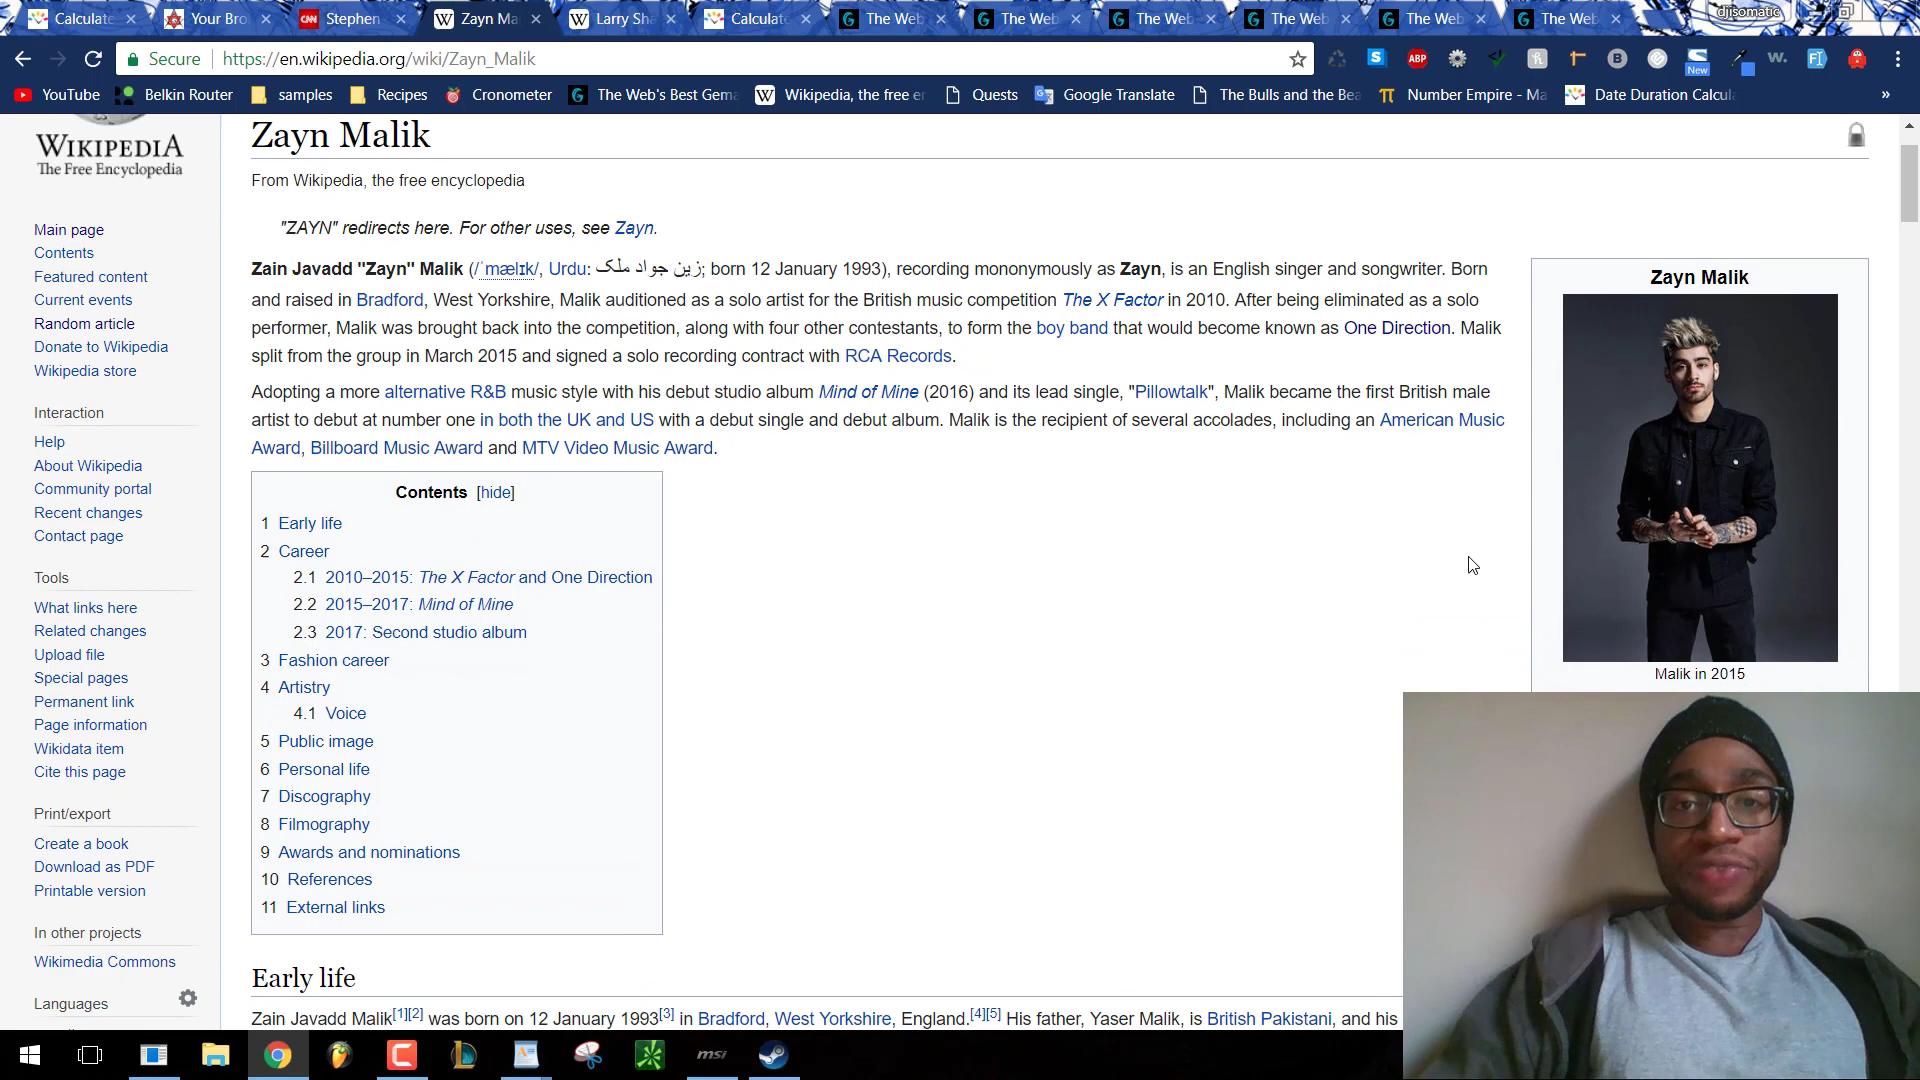 Calculate
Your Bro
Stephen
Zayn Ma
Larry Sha
Calculate
The Web
The Web
The Web
The Web
The Web
The Web
djisomatic
Secure
https://en.wikipedia.org/wiki/Zayn_Malik
ABP
New
YouTube
Belkin Router
samples
Recipes
Cronometer
The Web's Best Gema
Wikipedia, the free en
Quests
Google Translate
The Bulls and the Bea
Number Empire - Ma
Date Duration Calcul
»
WIKIPEDIA
The Free Encyclopedia
Main page
Contents
Featured content
Current events
Random article
Donate to Wikipedia
Wikipedia store
Interaction
Help
About Wikipedia
Community portal
Recent changes
Contact page
Tools
What links here
Related changes
Upload file
Special pages
Permanent link
Page information
Wikidata item
Cite this page
Print/export
Create a book
Download as PDF
Printable version
In other projects
Wikimedia Commons
Languages
Zayn Malik
From Wikipedia, the free encyclopedia
"ZAYN" redirects here. For other uses, see Zayn.
Zain Javadd "Zayn" Malik (/ˈmælɪk/, Urdu: زین جواد ملک; born 12 January 1993), recording mononymously as Zayn, is an English singer and songwriter. Born
and raised in Bradford, West Yorkshire, Malik auditioned as a solo artist for the British music competition The X Factor in 2010. After being eliminated as a solo
performer, Malik was brought back into the competition, along with four other contestants, to form the boy band that would become known as One Direction. Malik
split from the group in March 2015 and signed a solo recording contract with RCA Records.
Adopting a more alternative R&B music style with his debut studio album Mind of Mine (2016) and its lead single, "Pillowtalk", Malik became the first British male
artist to debut at number one in both the UK and US with a debut single and debut album. Malik is the recipient of several accolades, including an American Music
Award, Billboard Music Award and MTV Video Music Award.
Contents [hide]
1 Early life
2 Career
2.1 2010–2015: The X Factor and One Direction
2.2 2015–2017: Mind of Mine
2.3 2017: Second studio album
3 Fashion career
4 Artistry
4.1 Voice
5 Public image
6 Personal life
7 Discography
8 Filmography
9 Awards and nominations
10 References
11 External links
Early life
Zain Javadd Malik[1][2] was born on 12 January 1993[3] in Bradford, West Yorkshire, England.[4][5] His father, Yaser Malik, is British Pakistani, and his
Zayn Malik
Malik in 2015
msi